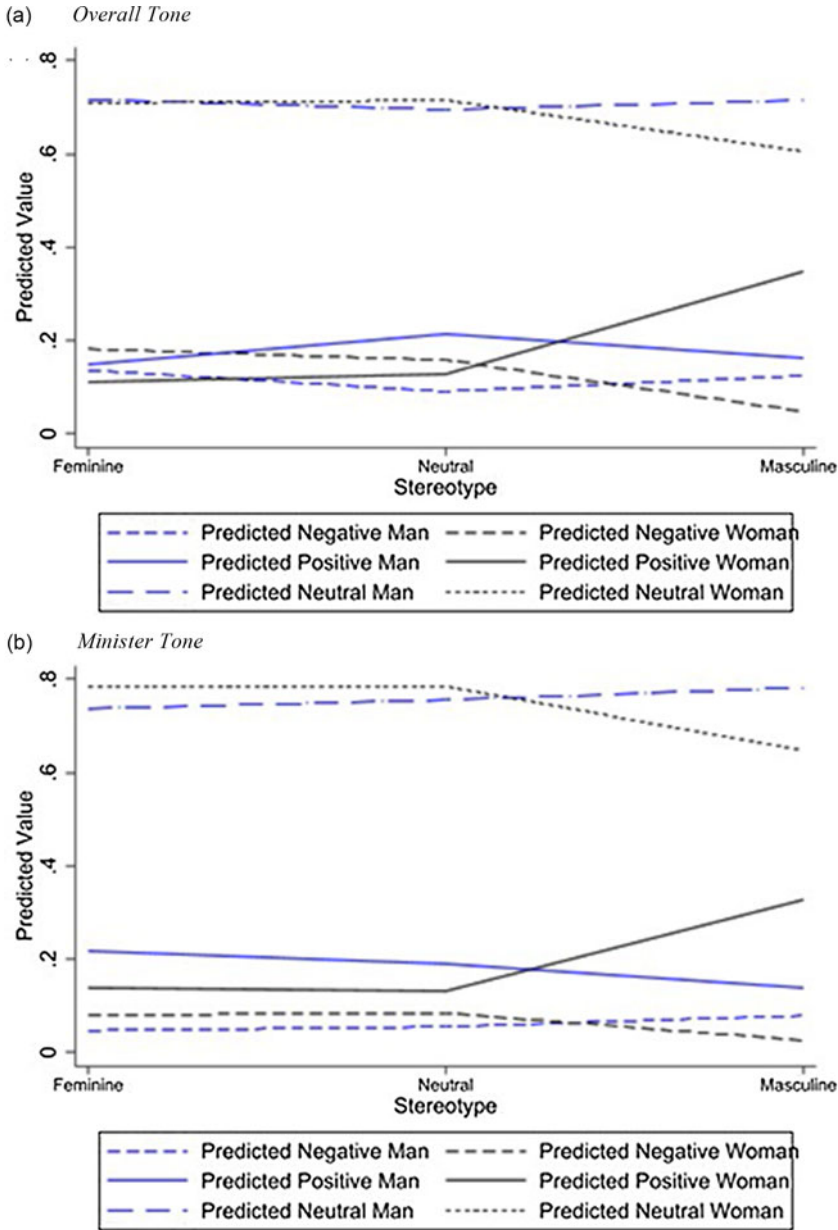 (a) Overall Tone
. .
.8
.6
.4
.2
0
Predicted Value
Feminine Neutral Masculine
Stereotype
Predicted Negative Man Predicted Negative Woman
Predicted Positive Man Predicted Positive Woman
Predicted Neutral Man Predicted Neutral Woman
(b) Minister Tone
.8
.6
.4
.2
0
Predicted Value
Feminine Neutral Masculine
Stereotype
Predicted Negative Man Predicted Negative Woman
Predicted Positive Man Predicted Positive Woman
Predicted Neutral Man Predicted Neutral Woman